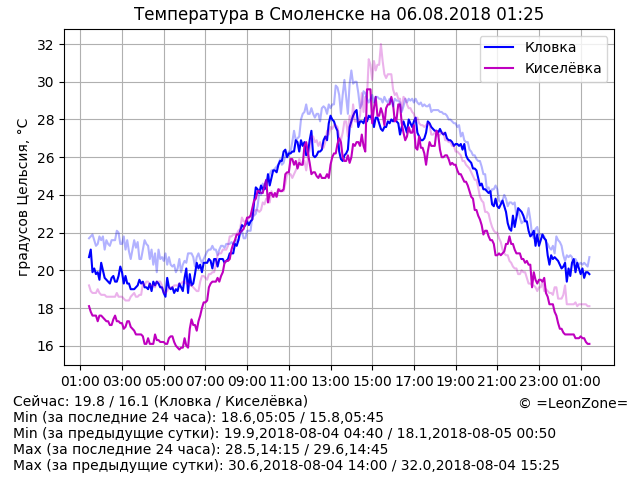 Температура в Смоленске на 06.08.2018 01:25
градусов Цельсия, °C
32
30
28
26
24
22
20
18
16
Кловка
Киселёвка
01:00 03:00 05:00 07:00 09:00 11:00 13:00 15:00 17:00 19:00 21:00 23:00 01:00
Сейчас: 19.8 / 16.1 (Кловка / Киселёвка)
© =LeonZone=
Min (за последние 24 часа): 18.6,05:05 / 15.8,05:45
Min (за предыдущие сутки): 19.9,2018-08-04 04:40 / 18.1,2018-08-05 00:50
Max (за последние 24 часа): 28.5,14:15 / 29.6,14:45
Max (за предыдущие сутки): 30.6,2018-08-04 14:00 / 32.0,2018-08-04 15:25